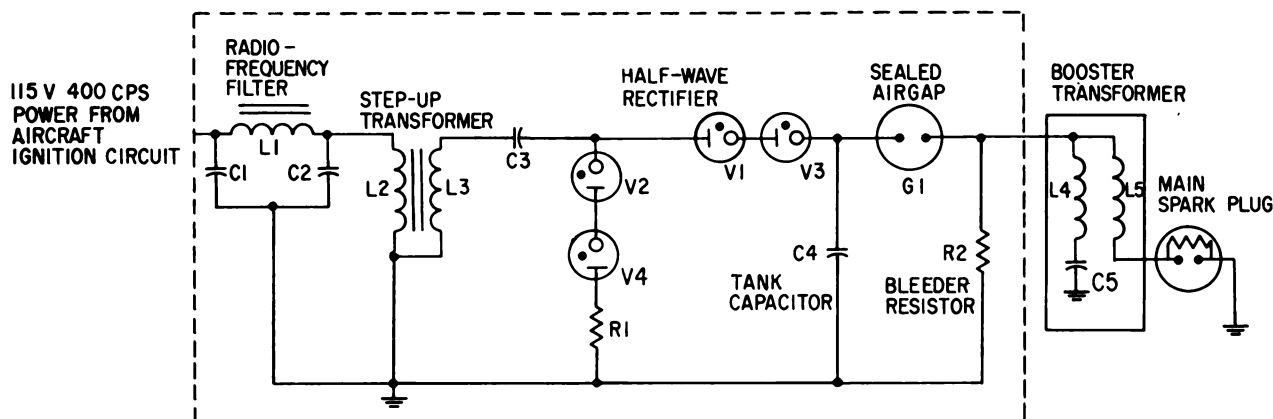 115 V 400 CPS
POWER FROM
AIRCRAFT
IGNITION CIRCUIT
RADIO-
FREQUENCY
FILTER
L1
C1
C2
STEP-UP
TRANSFORMER
L2
L3
C3
V2
V4
R1
HALF-WAVE
RECTIFIER
V1
V3
C4
TANK
CAPACITOR
SEALED
AIRGAP
G1
R2
BLEEDER
RESISTOR
BOOSTER
TRANSFORMER
L4
L5
C5
MAIN
SPARK PLUG